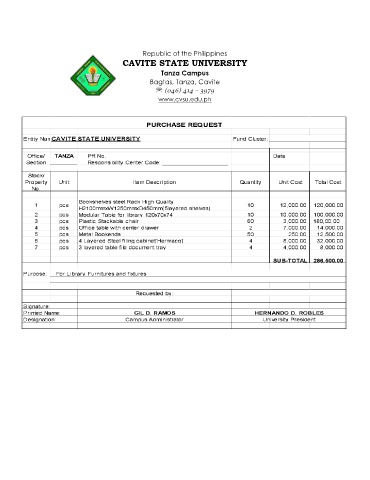 Republic of the Philippines
CAVITE STATE UNIVERSITY
Tanza Campus
Bagtas, Tanza, Cavite
☏ (046) 414 – 3979
www.cvsu.edu.ph
PURCHASE REQUEST
Entity Name: CAVITE STATE UNIVERSITY Fund Cluster:
Office/ TANZA PR No. Date
Section Responsibility Center Code:
Stock/ Property No. Unit Item Description Quantity Unit Cost Total Cost
1 pcs Bookshelves steel Rack High Quality
H2100mmxW1250mmxD450mm(5layered shelves) 10 12,000.00 120,000.00
2 pcs Modular Table for library 120x70x74 10 10,000.00 100,000.00
3 pcs Plastic Stackable chair 60 3,000.00 180,00.00
4 pcs Office table with center drawer 2 7,000.00 14,000.00
5 pcs Metal Bookends 50 250.00 12,500.00
6 pcs 4 Layered Steel filing cabinet(Hermaco) 4 8,000.00 32,000.00
7 pcs 3 layered table file document tray 4 4,000.00 8,000.00
SUB-TOTAL 286,500.00
Purpose: For Library Furnitures and fixtures
Requested by
Signature
Printed Name GIL D. RAMOS HERNANDO D. ROBLES
Designation Campus Administrator University President